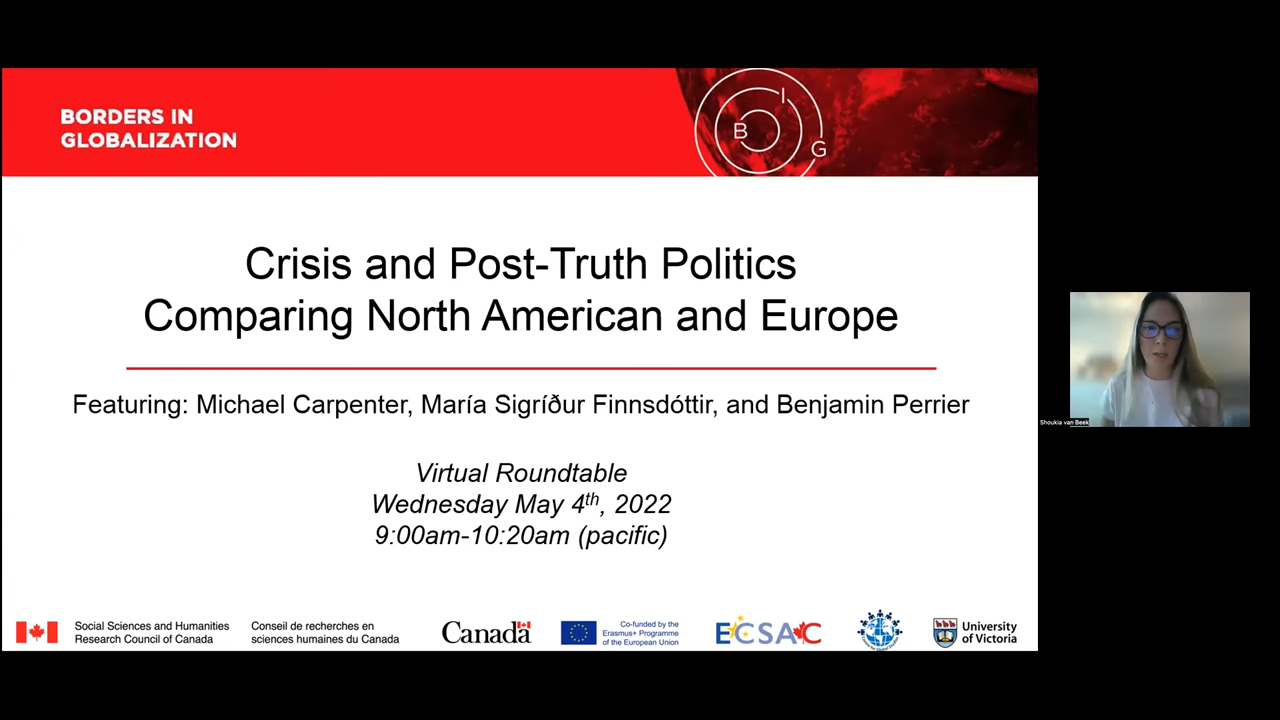 BORDERS IN
GLOBALIZATION
B I G
Crisis and Post-Truth Politics
Comparing North American and Europe
Featuring: Michael Carpenter, María Sigríður Finnsdóttir, and Benjamin Perrier
Virtual Roundtable
Wednesday May 4th, 2022
9:00am-10:20am (pacific)
Social Sciences and Humanities
Research Council of Canada
Conseil de recherches en
sciences humaines du Canada
Canada
Co-funded by the
Erasmus+ Programme
of the European Union
ECSAC
University
of Victoria
Shoukia van Beek